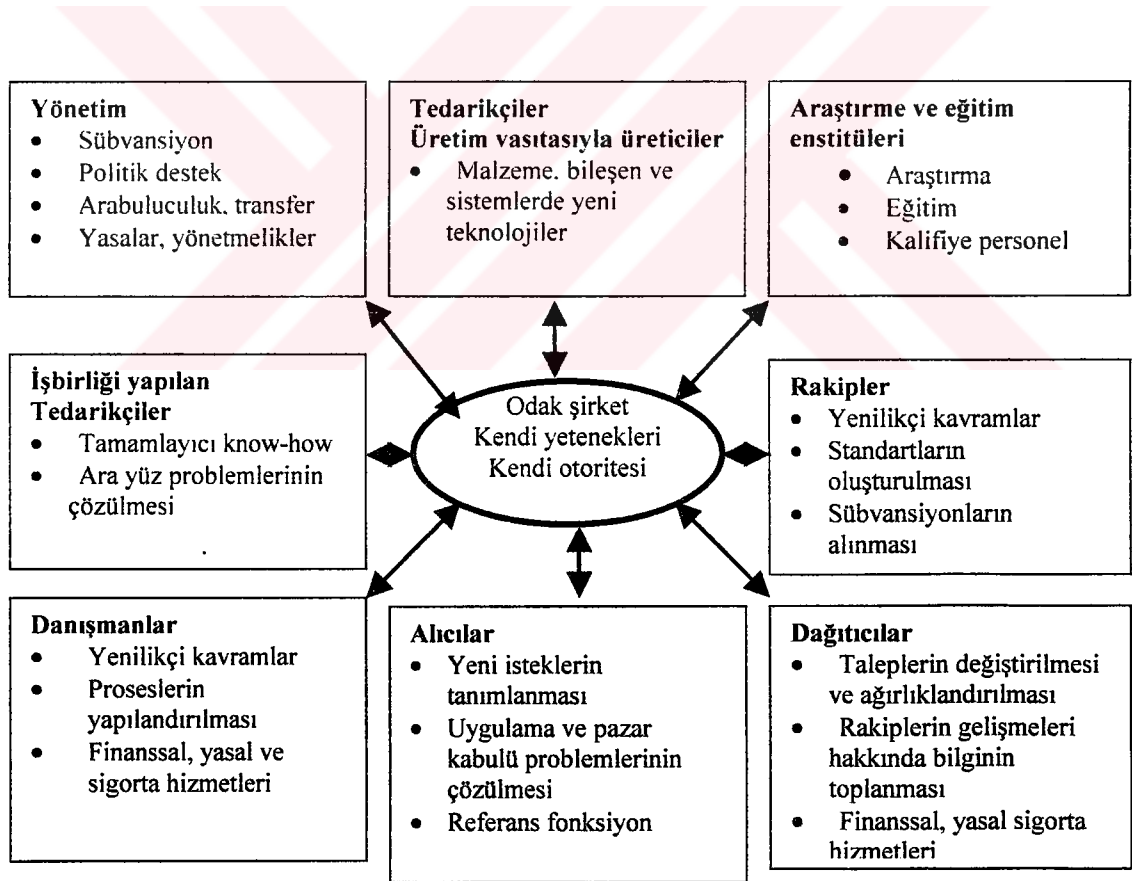 Yönetim
• Sübvansiyon
• Politik destek
• Arabuluculuk, transfer
• Yasalar, yönetmelikler
Tedarikçiler
Üretim vasıtasıyla üreticiler
• Malzeme, bileşen ve
sistemlerde yeni
teknolojiler
Araştırme ve eğitim
enstitüleri
• Araştırma
• Eğitim
• Kalifiye personel
İşbirliği yapılan
Tedarikçiler
• Tamamlayıcı know-how
• Ara yüz problemlerinin
çözülmesi
Odak şirket
Kendi yetenekleri
Kendi otoritesi
Rakipler
• Yenilikçi kavramlar
• Standartların
oluşturulması
• Sübvansiyonların
alınması
Danışmanlar
• Yenilikçi kavramlar
• Proseslerin
yapılandırılması
• Finanssal, yasal ve
sigorta hizmetleri
Alıcılar
• Yeni isteklerin
tanımlanması
• Uygulama ve pazar
kabulü problemlerinin
çözülmesi
• Referans fonksiyon
Dağıtıcılar
• Taleplerin değiştirilmesi
ve ağırlıklandırılması
• Rakiplerin gelişmeleri
hakkında bilginin
toplanması
• Finanssal, yasal sigorta
hizmetleri